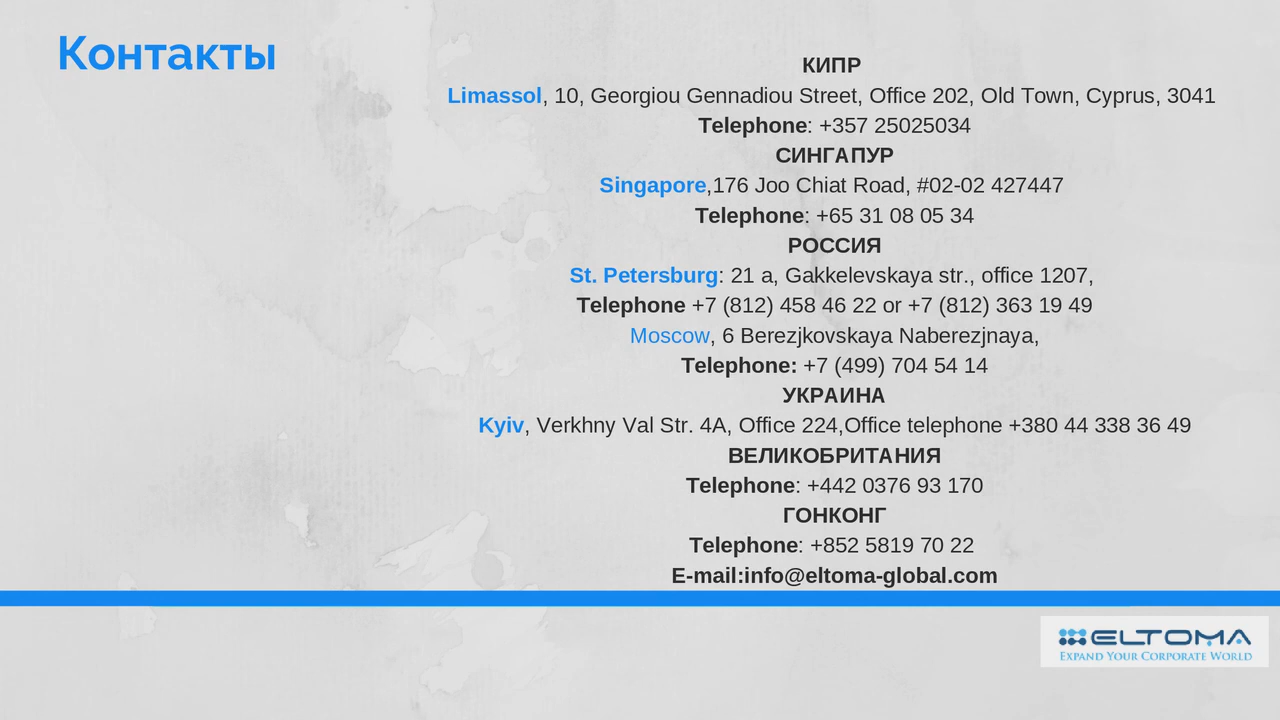 Контакты
КИПР
Limassol, 10, Georgiou Gennadiou Street, Office 202, Old Town, Cyprus, 3041
Telephone: +357 25025034
СИНГАПУР
Singapore,176 Joo Chiat Road, #02-02 427447
Telephone: +65 31 08 05 34
РОССИЯ
St. Petersburg: 21 a, Gakkelevskaya str., office 1207,
Telephone +7 (812) 458 46 22 or +7 (812) 363 19 49
Moscow, 6 Berezjkovskaya Naberezjnaya,
Telephone: +7 (499) 704 54 14
УКРАИНА
Kyiv, Verkhny Val Str. 4A, Office 224,Office telephone +380 44 338 36 49
ВЕЛИКОБРИТАНИЯ
Telephone: +442 0376 93 170
ГОНКОНГ
Telephone: +852 5819 70 22
E-mail:info@eltoma-global.com
ELTOMA
Expand Your Corporate World